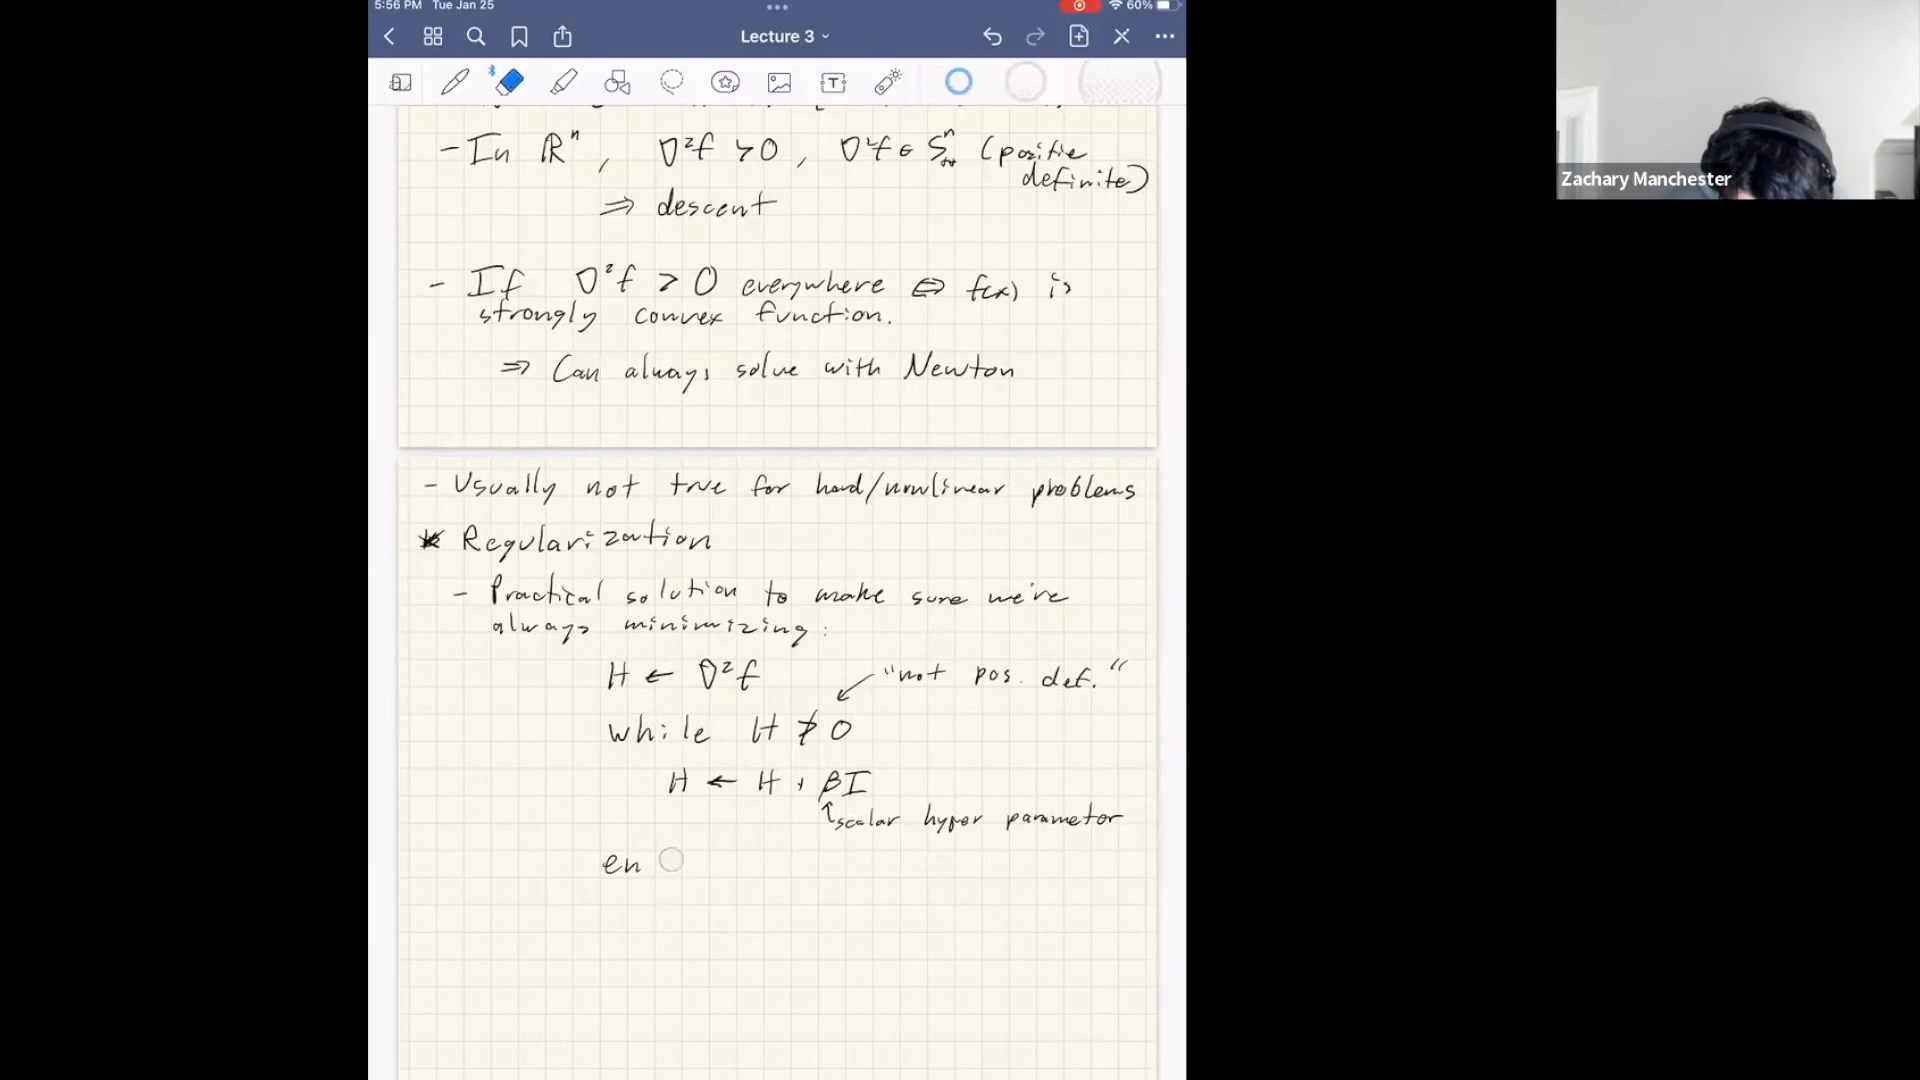 5:56 PM Tue Jan 25
60%
Lecture 3
- In ℝⁿ, ∇²f > 0, ∇²f ∈ Sⁿ₊₊ (positie
definite)
⇒ descent
- If ∇²f > 0 everywhere ⇔ f(x) is
strongly convex function.
⇒ Can always solve with Newton
- Usually not true for hard/nonlinear problems
* Regularization
- Practical solution to make sure we're
always minimizing:
H ← ∇²f
"not pos. def."
while H ≯ 0
H ← H + βI
↑ scalar hyper parameter
en
Zachary Manchester